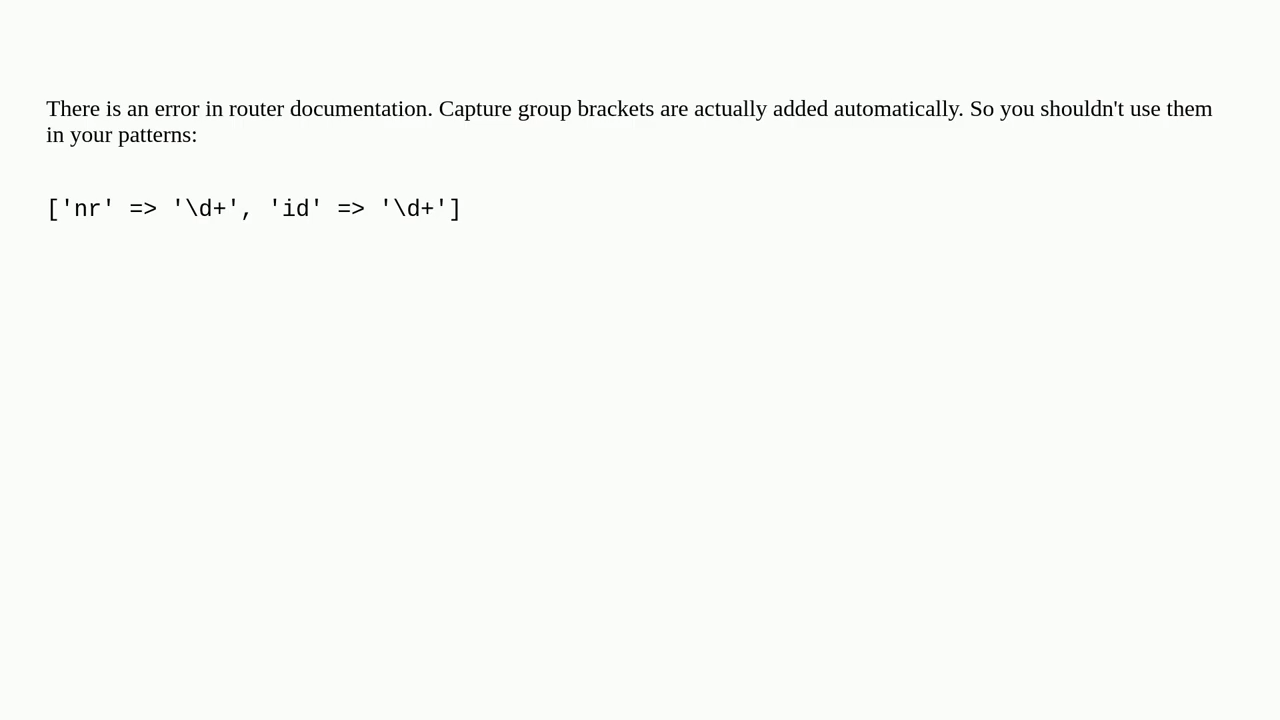 There is an error in router documentation. Capture group brackets are actually added automatically. So you shouldn't use them
in your patterns:
['nr' => '\d+', 'id' => '\d+']